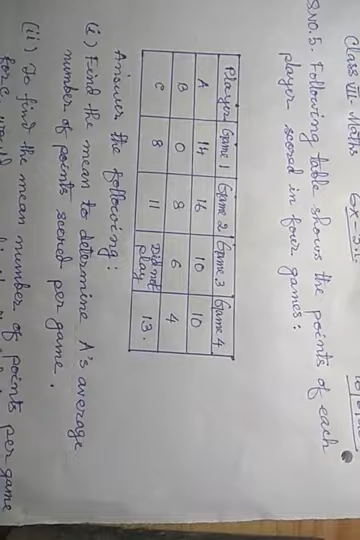 Class VII Maths
S.NO.5. Following table shows the points of each
player scored in four games:
Player Game 1 Game 2 Game 3 Game 4
A 14 16 10 10
B 0 8 6 4
C 8 11 Did not play 13.
Answer the following:
(i) Find the mean to determine A's average
number of points scored per game.
(ii) To find the mean number of points per game
for C, would